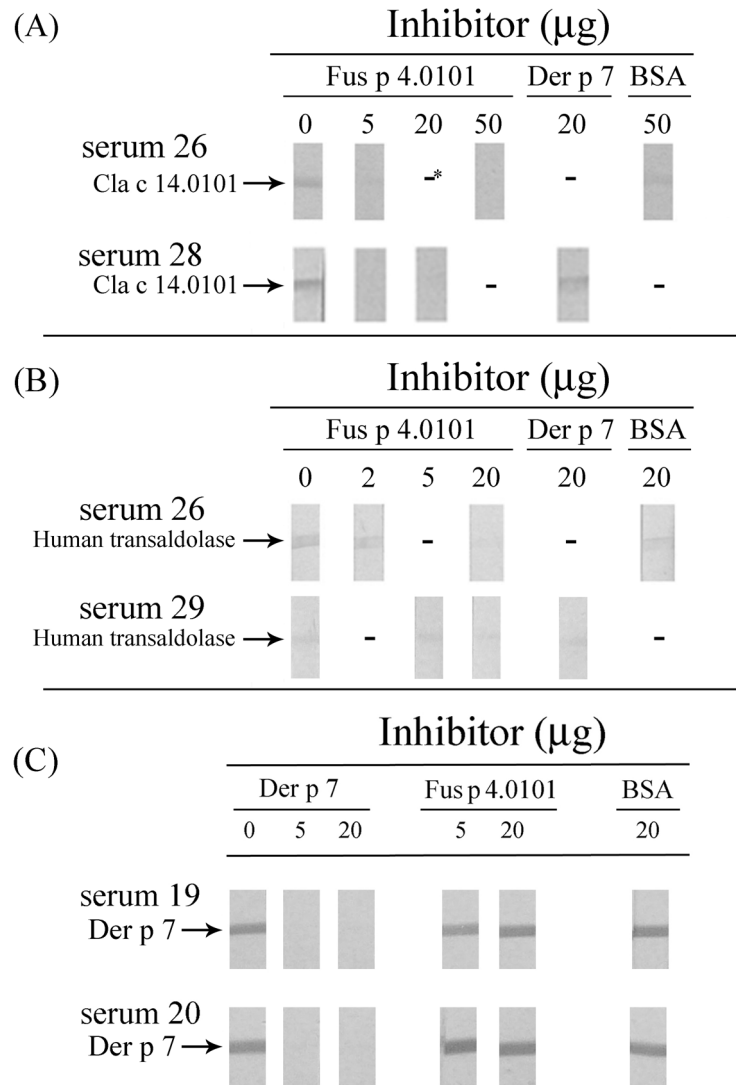 (A)
Inhibitor (μg)
Fus p 4.0101 Der p 7 BSA
0 5 20 50 20 50
serum 26
Cla c 14.0101 -* -
serum 28
Cla c 14.0101 - -
(B)
Inhibitor (μg)
Fus p 4.0101 Der p 7 BSA
0 2 5 20 20 20
serum 26
Human transaldolase - -
serum 29
Human transaldolase - -
(C)
Inhibitor (μg)
Der p 7 Fus p 4.0101 BSA
0 5 20 5 20 20
serum 19
Der p 7
serum 20
Der p 7